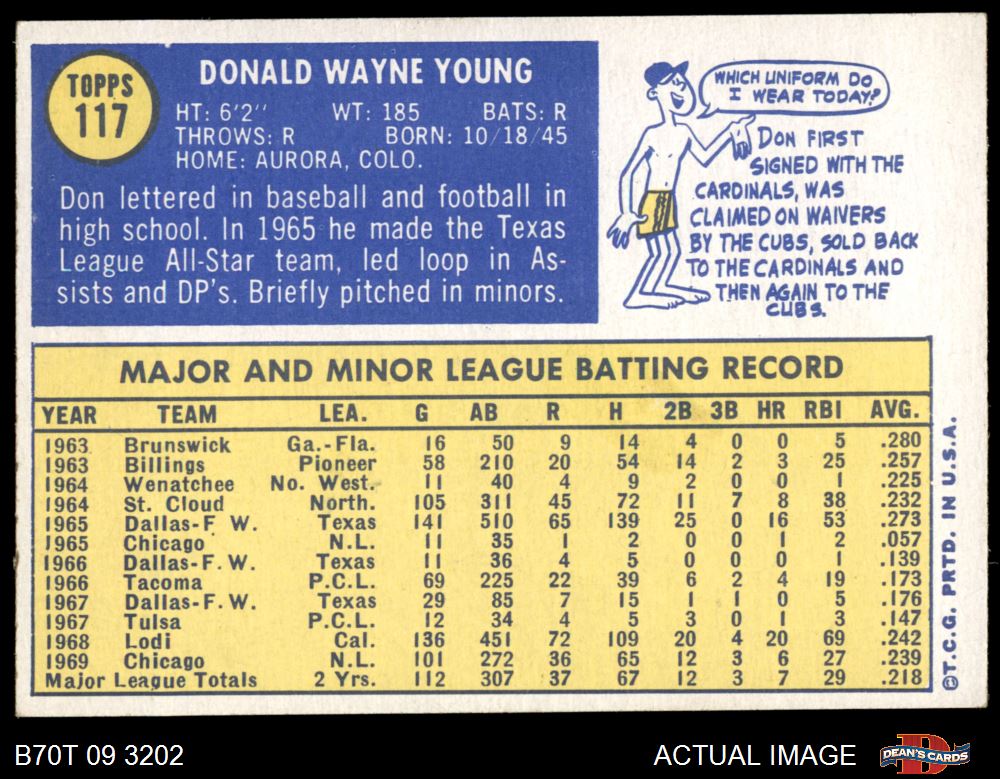 TOPPS
117
DONALD WAYNE YOUNG
HT: 6'2" WT: 185 BATS: R
THROWS: R BORN: 10/18/45
HOME: AURORA, COLO.
Don lettered in baseball and football in
high school. In 1965 he made the Texas
League All-Star team, led loop in As-
sists and DP's. Briefly pitched in minors.
WHICH UNIFORM DO
I WEAR TODAY?
DON FIRST
SIGNED WITH THE
CARDINALS, WAS
CLAIMED ON WAIVERS
BY THE CUBS, SOLD BACK
TO THE CARDINALS AND
THEN AGAIN TO THE
CUBS.
MAJOR AND MINOR LEAGUE BATTING RECORD
YEAR TEAM LEA. G AB R H 2B 3B HR RBI AVG.
1963 Brunswick Ga.-Fla. 16 50 9 14 4 0 0 5 .280
1963 Billings Pioneer 58 210 20 54 14 2 3 25 .257
1964 Wenatchee No. West. 11 40 4 9 2 0 0 1 .225
1964 St. Cloud North. 105 311 45 72 11 7 8 38 .232
1965 Dallas-F W. Texas 141 510 65 139 25 0 16 53 .273
1965 Chicago N.L. 11 35 1 2 0 0 1 2 .057
1966 Dallas-F. W. Texas 11 36 4 5 0 0 0 1 .139
1966 Tacoma P.C.L. 69 225 22 39 6 2 4 19 .173
1967 Dallas-F. W. Texas 29 85 7 15 1 1 0 5 .176
1967 Tulsa P.C.L. 12 34 4 5 3 0 1 3 .147
1968 Lodi Cal. 136 451 72 109 20 4 20 69 .242
1969 Chicago N.L. 101 272 36 65 12 3 6 27 .239
Major League Totals 2 Yrs. 112 307 37 67 12 3 7 29 .218
©T.C.G. PRTD. IN U.S.A.
B70T 09 3202
ACTUAL IMAGE
DEAN'S CARDS